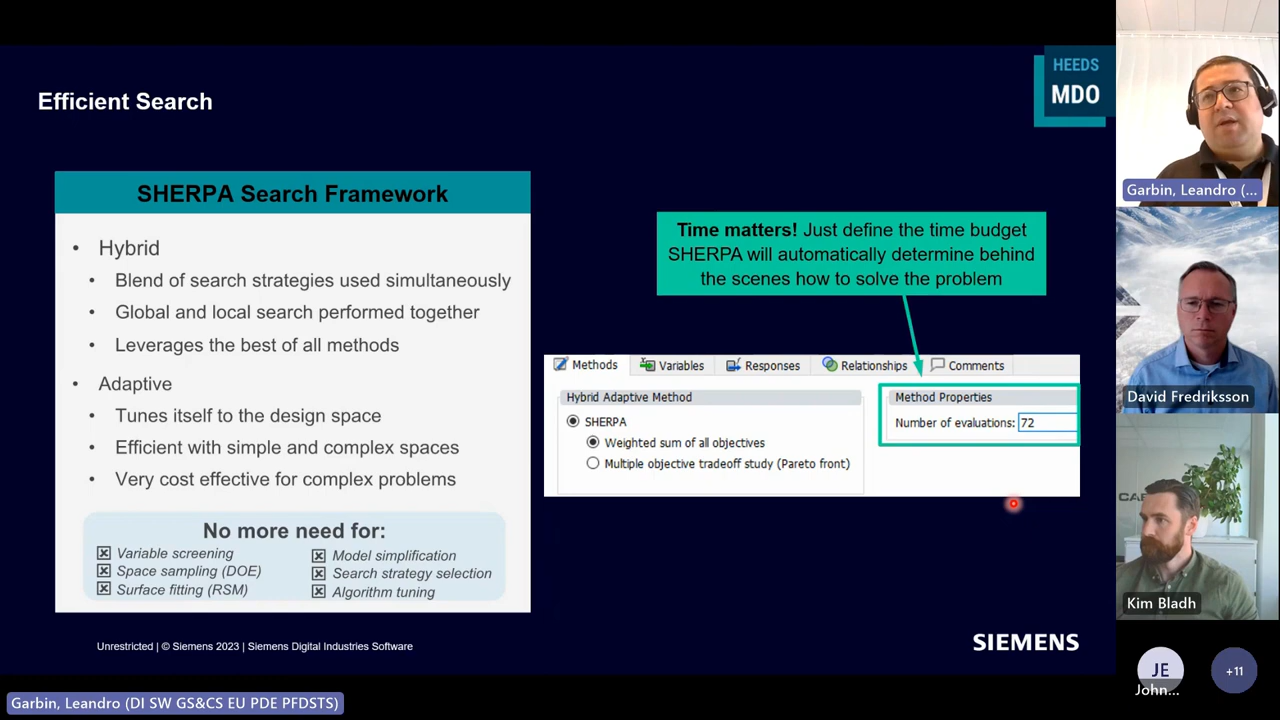 HEEDS
MDO
Efficient Search
SHERPA Search Framework
• Hybrid
• Blend of search strategies used simultaneously
• Global and local search performed together
• Leverages the best of all methods
• Adaptive
• Tunes itself to the design space
• Efficient with simple and complex spaces
• Very cost effective for complex problems
No more need for:
Variable screening
Space sampling (DOE)
Surface fitting (RSM)
Model simplification
Search strategy selection
Algorithm tuning
Time matters! Just define the time budget
SHERPA will automatically determine behind
the scenes how to solve the problem
Methods Variables Responses Relationships Comments
Hybrid Adaptive Method
SHERPA
Weighted sum of all objectives
Multiple objective tradeoff study (Pareto front)
Method Properties
Number of evaluations: 72
Unrestricted | © Siemens 2023 | Siemens Digital Industries Software
SIEMENS
Garbin, Leandro (DI SW GS&CS EU PDE PFDSTS)
Garbin, Leandro (...
David Fredriksson
Kim Bladh
JE
John...
+11